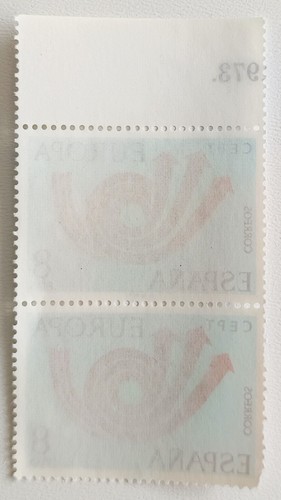 973.
CEPT EUROPA
CORREOS
8
ESPAÑA
CEPT EUROPA
CORREOS
8
ESPAÑA